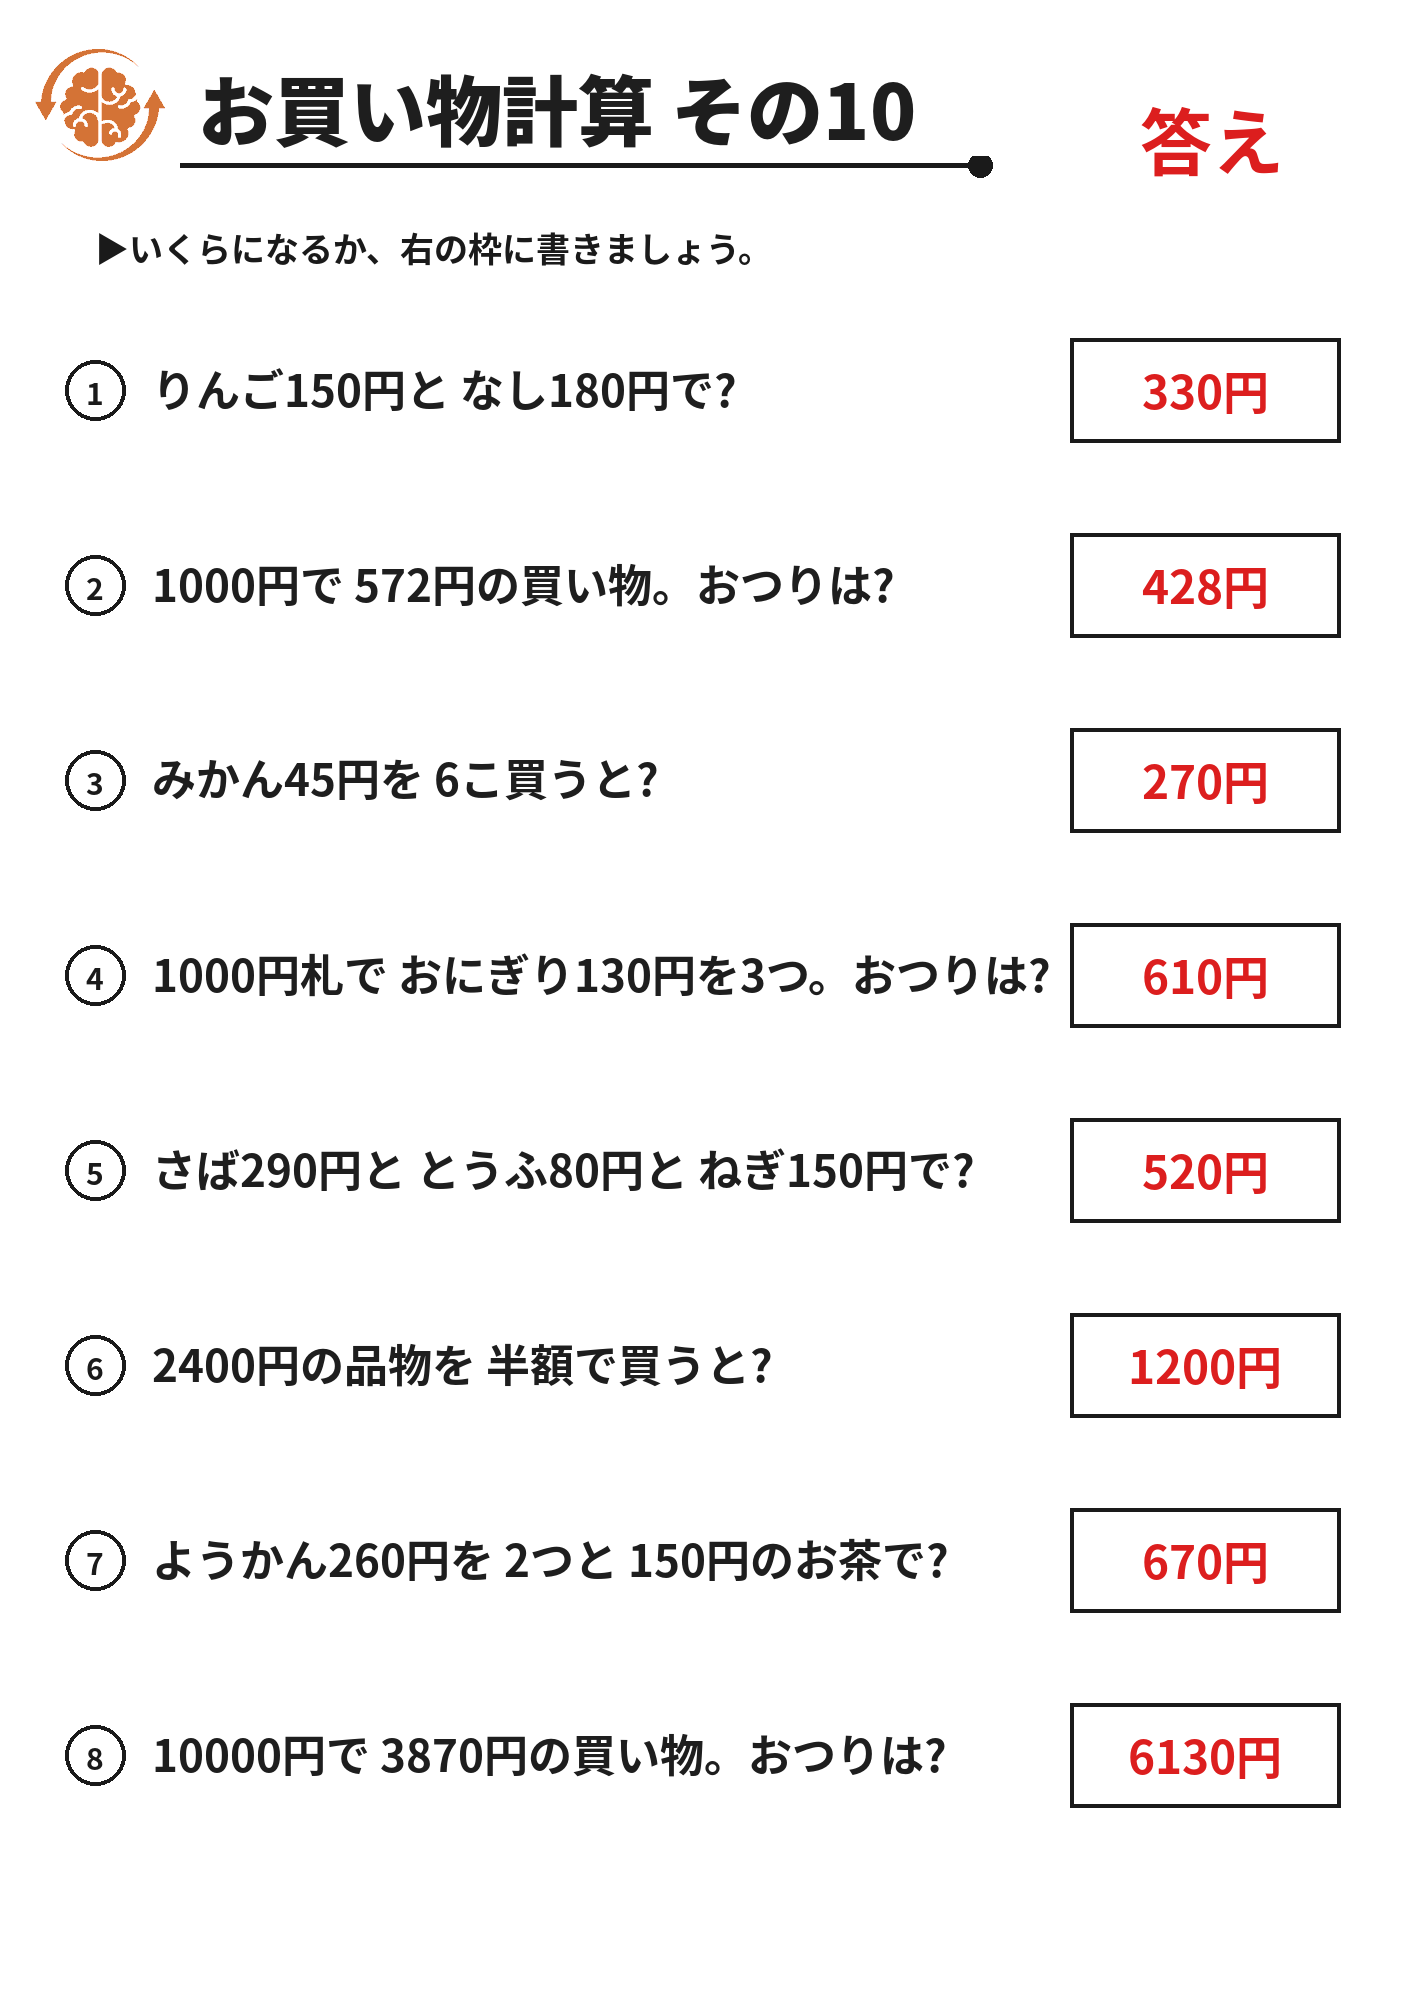 お買い物計算 その10
答え
▶いくらになるか、右の枠に書きましょう。
1 りんご150円と なし180円で? 330円
2 1000円で 572円の買い物。おつりは? 428円
3 みかん45円を 6こ買うと? 270円
4 1000円札で おにぎり130円を3つ。おつりは? 610円
5 さば290円と とうふ80円と ねぎ150円で? 520円
6 2400円の品物を 半額で買うと? 1200円
7 ようかん260円を 2つと 150円のお茶で? 670円
8 10000円で 3870円の買い物。おつりは? 6130円